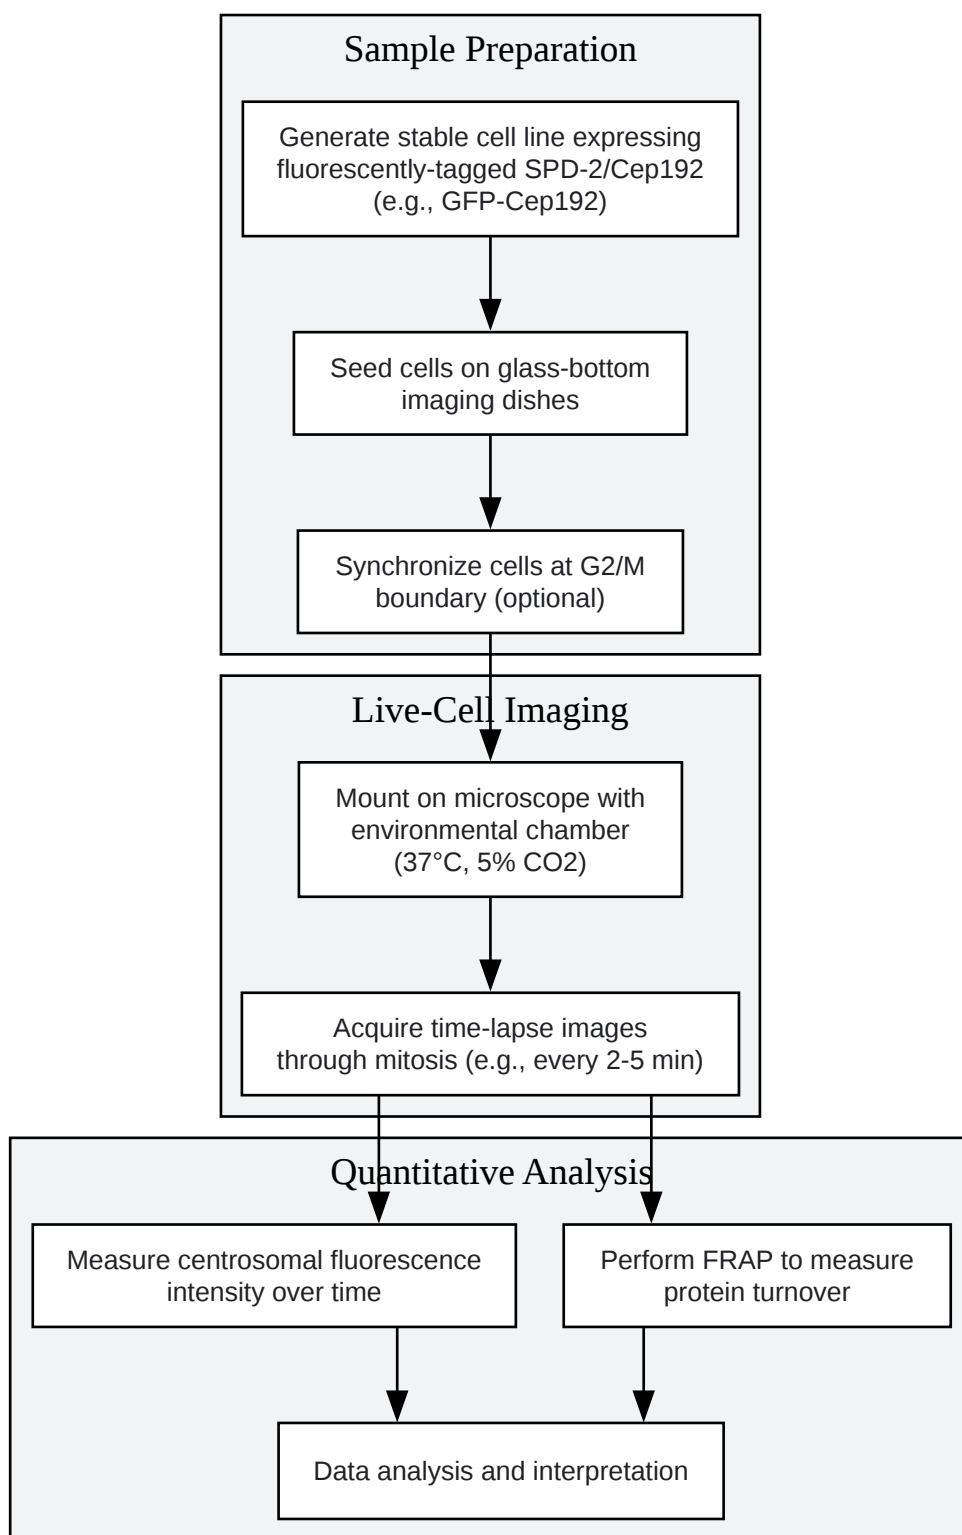 Sample Preparation
Generate stable cell line expressing
fluorescently-tagged SPD-2/Cep192
(e.g., GFP-Cep192)
Seed cells on glass-bottom
imaging dishes
Synchronize cells at G2/M
boundary (optional)
Live-Cell Imaging
Mount on microscope with
environmental chamber
(37°C, 5% CO2)
Acquire time-lapse images
through mitosis (e.g., every 2-5 min)
Quantitative Analysis
Measure centrosomal fluorescence
intensity over time
Perform FRAP to measure
protein turnover
Data analysis and interpretation